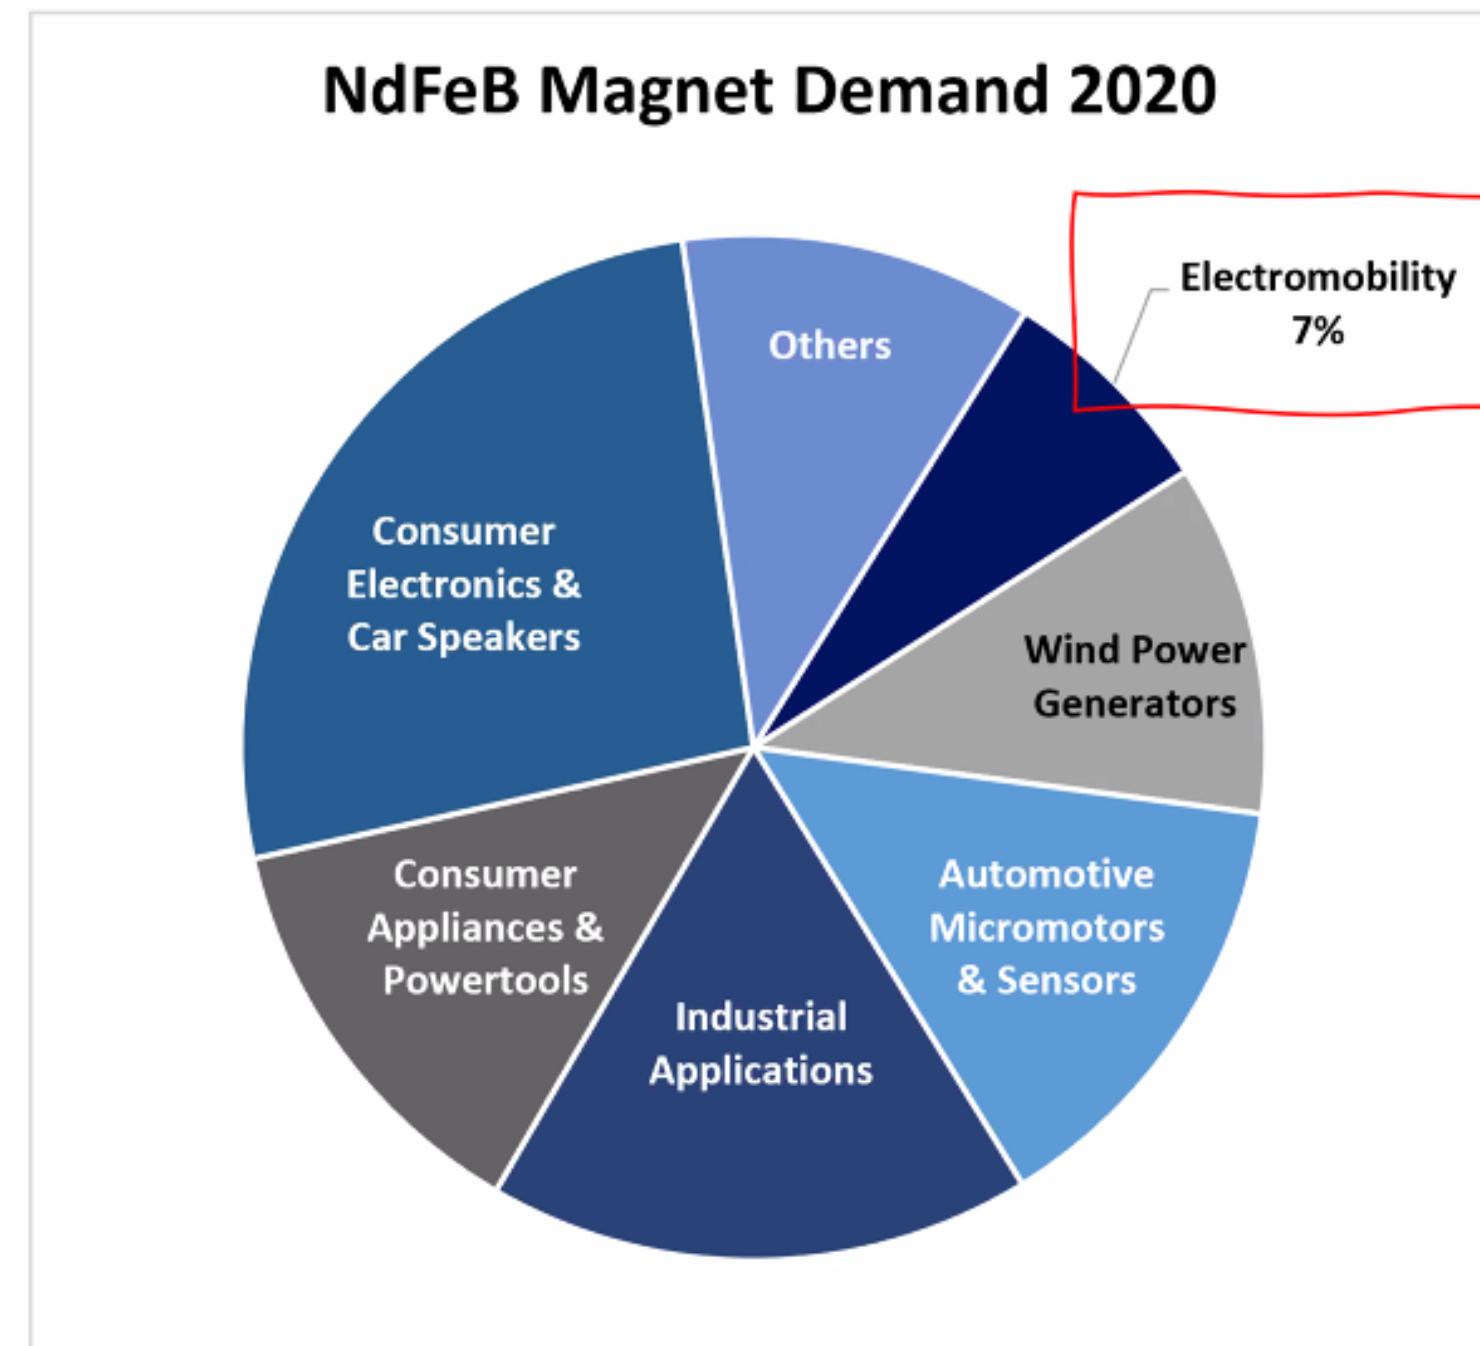 NdFeB Magnet Demand 2020
Electromobility
7%
Others
Consumer
Electronics &
Car Speakers
Wind Power
Generators
Consumer
Appliances &
Powertools
Automotive
Micromotors
& Sensors
Industrial
Applications